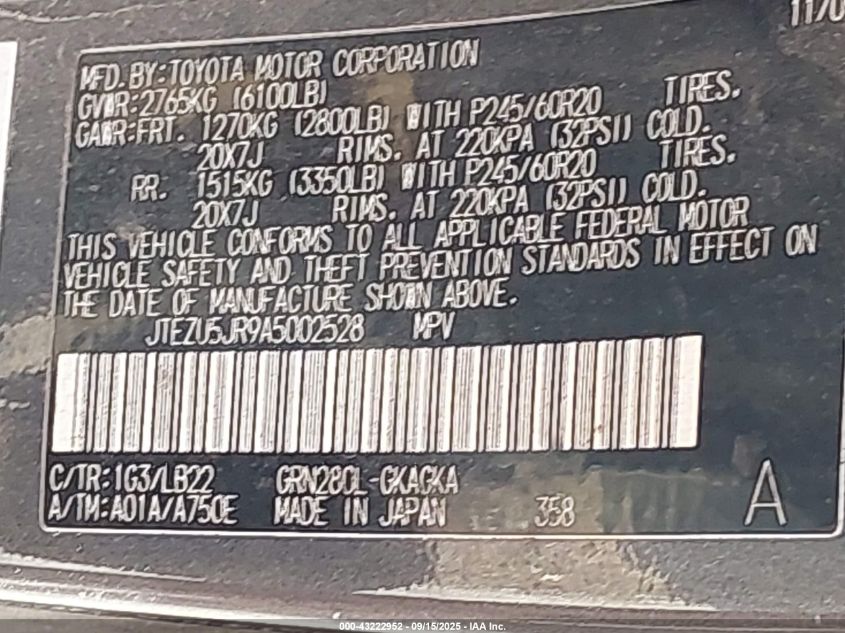 11/0
MFD. BY: TOYOTA MOTOR CORPORATION
GVWR: 2765KG (6100LB)
GAWR: FRT. 1270KG (2800LB) WITH P245/60R20 TIRES.
20X7J RIMS. AT 220KPA (32PSI) COLD.
RR. 1515KG (3350LB) WITH P245/60R20 TIRES.
20X7J RIMS. AT 220KPA (32PSI) COLD.
THIS VEHICLE CONFORMS TO ALL APPLICABLE FEDERAL MOTOR
VEHICLE SAFETY AND THEFT PREVENTION STANDARDS IN EFFECT ON
THE DATE OF MANUFACTURE SHOWN ABOVE.
JTEZU5JR9A5002528 MPV
C/TR: 1G3/LB22 GRN280L-GKAGKA
A/TM: A01A/A750E MADE IN JAPAN 358 A
000-43222952 - 09/15/2025 - IAA Inc.